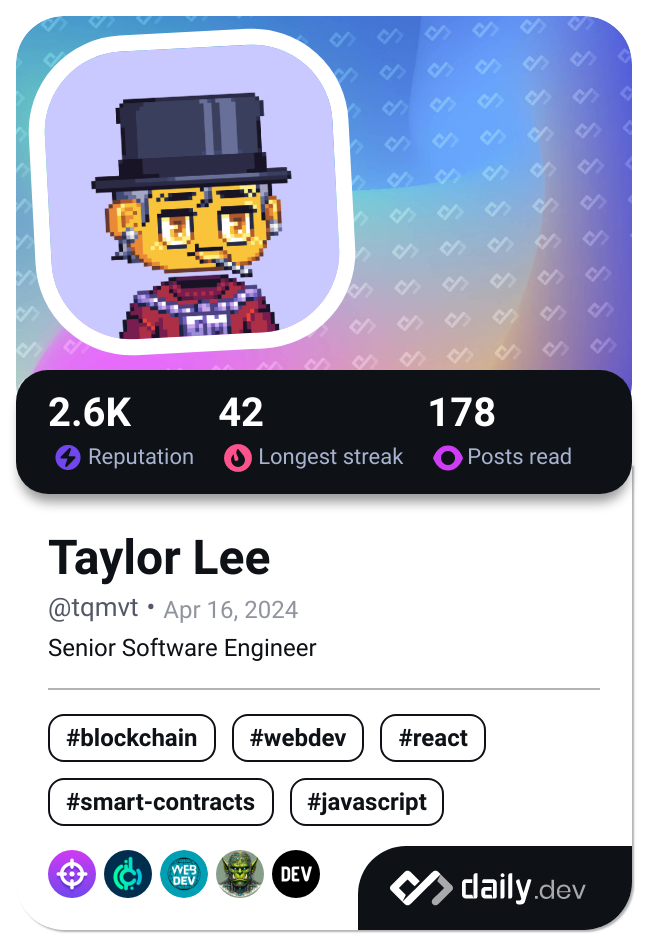 GM
2.6K 42 178
Reputation Longest streak Posts read
Taylor Lee
@tqmvt • Apr 16, 2024
Senior Software Engineer
#blockchain #webdev #react
#smart-contracts #javascript
WEB
DEV
DEV
daily.dev